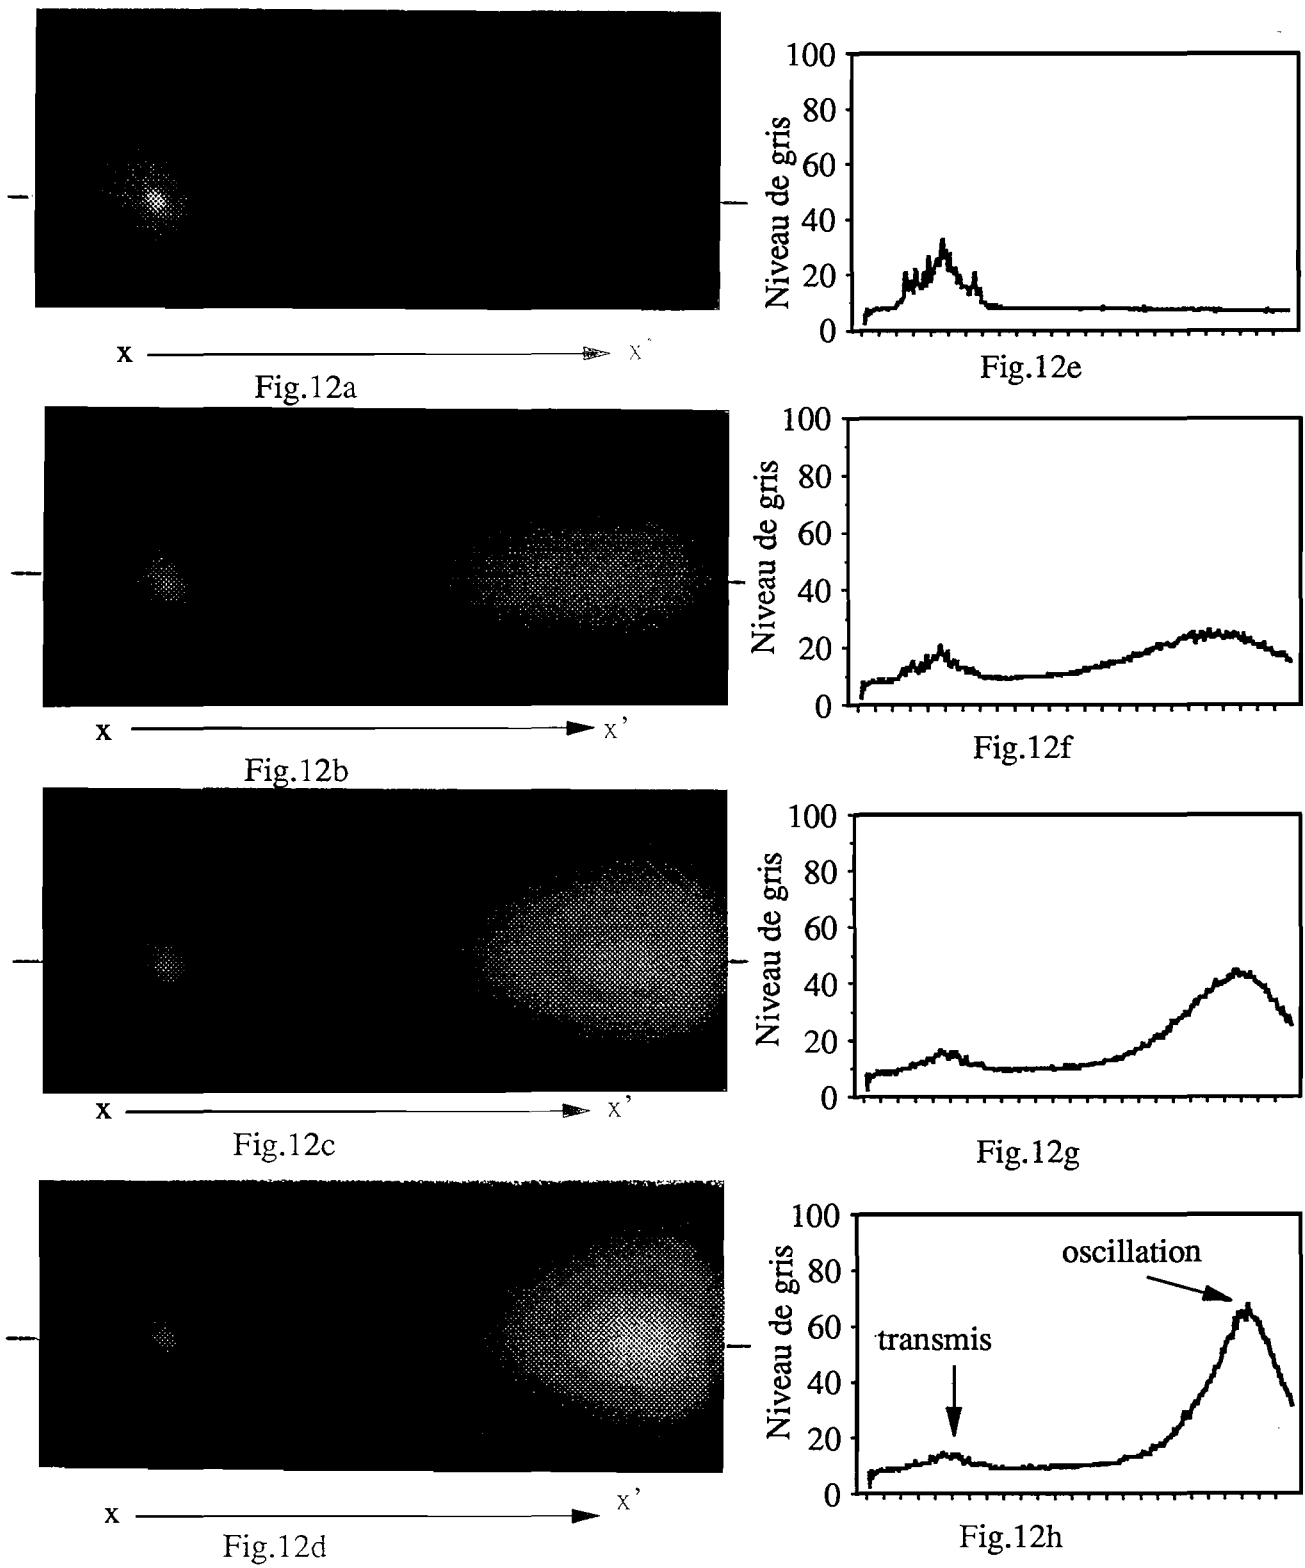 x x'
Fig.12a
Niveau de gris
100
80
60
40
20
0
Fig.12e
x x'
Fig.12b
Niveau de gris
100
80
60
40
20
0
Fig.12f
x x'
Fig.12c
Niveau de gris
100
80
60
40
20
0
Fig.12g
x x'
Fig.12d
Niveau de gris
100
80
60
40
20
0
oscillation
transmis
Fig.12h